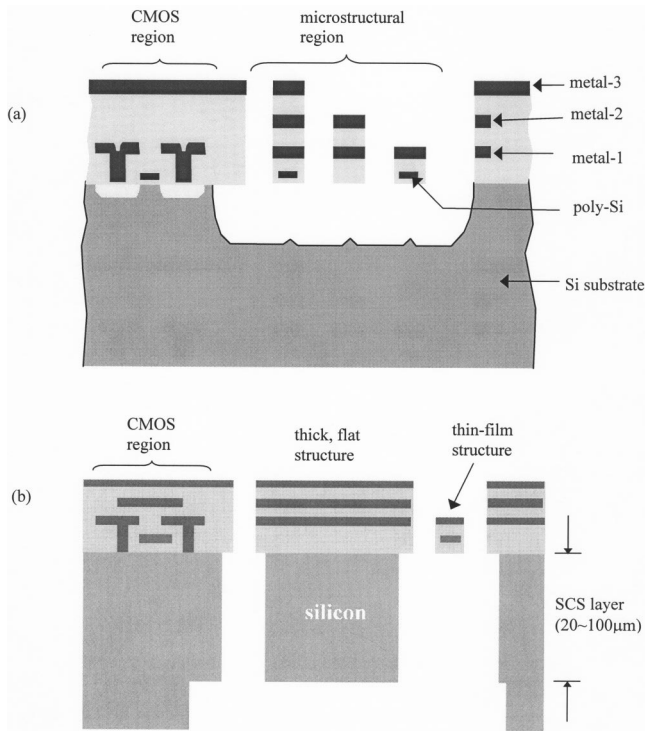 CMOS
region
microstructural
region
(a)
metal-3
metal-2
metal-1
poly-Si
Si substrate
CMOS
region
thick, flat
structure
thin-film
structure
(b)
silicon
SCS layer
(20~100μm)